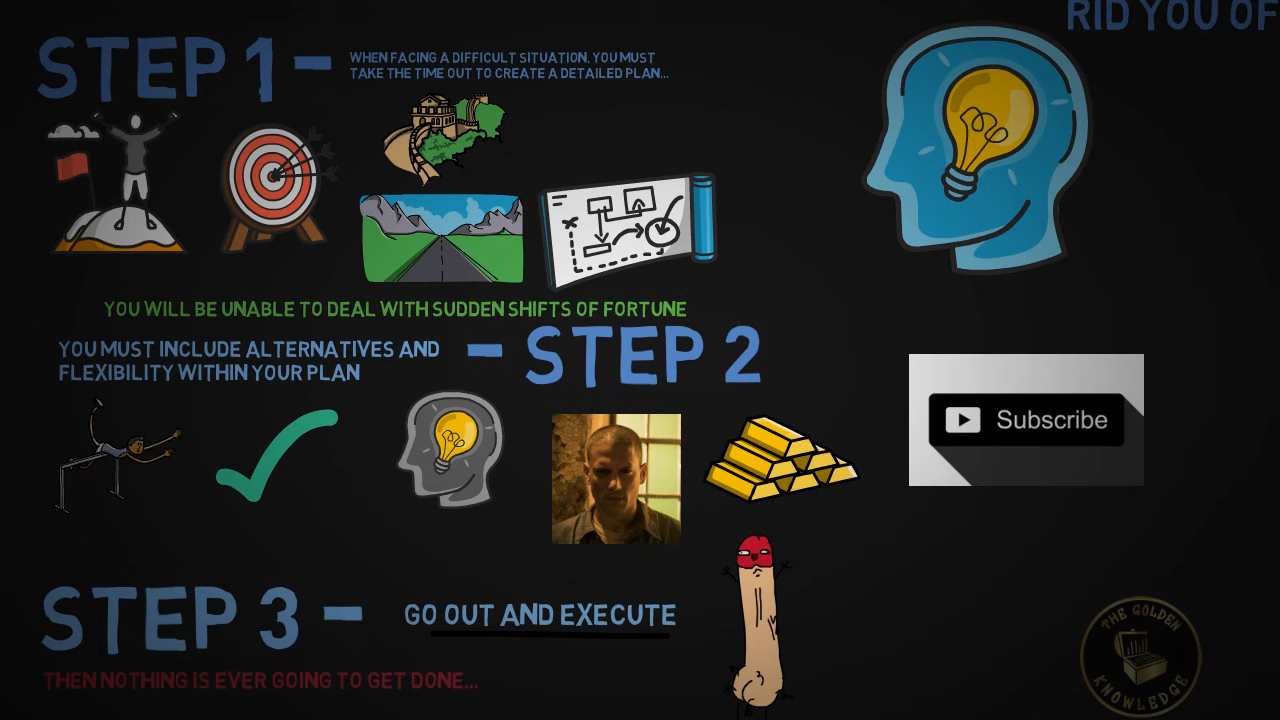 RID YOU OF
STEP 1 -
WHEN FACING A DIFFICULT SITUATION, YOU MUST
TAKE THE TIME OUT TO CREATE A DETAILED PLAN...
YOU WILL BE UNABLE TO DEAL WITH SUDDEN SHIFTS OF FORTUNE
YOU MUST INCLUDE ALTERNATIVES AND
FLEXIBILITY WITHIN YOUR PLAN
- STEP 2
Subscribe
STEP 3 -
GO OUT AND EXECUTE
THEN NOTHING IS EVER GOING TO GET DONE...
THE GOLDEN
KNOWLEDGE